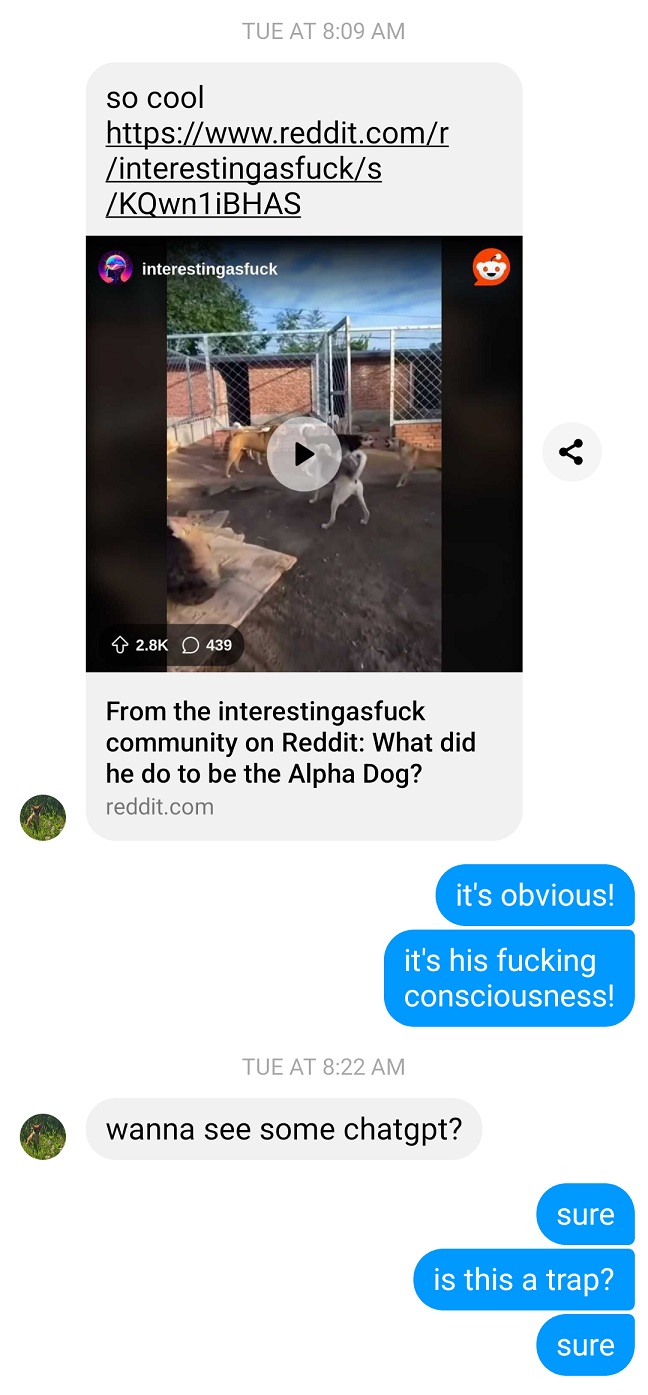 TUE AT 8:09 AM
so cool
https://www.reddit.com/r
/interestingasfuck/s
/KQwn1iBHAS
interestingasfuck
2.8K 439
From the interestingasfuck
community on Reddit: What did
he do to be the Alpha Dog?
reddit.com
it's obvious!
it's his fucking
consciousness!
TUE AT 8:22 AM
wanna see some chatgpt?
sure
is this a trap?
sure